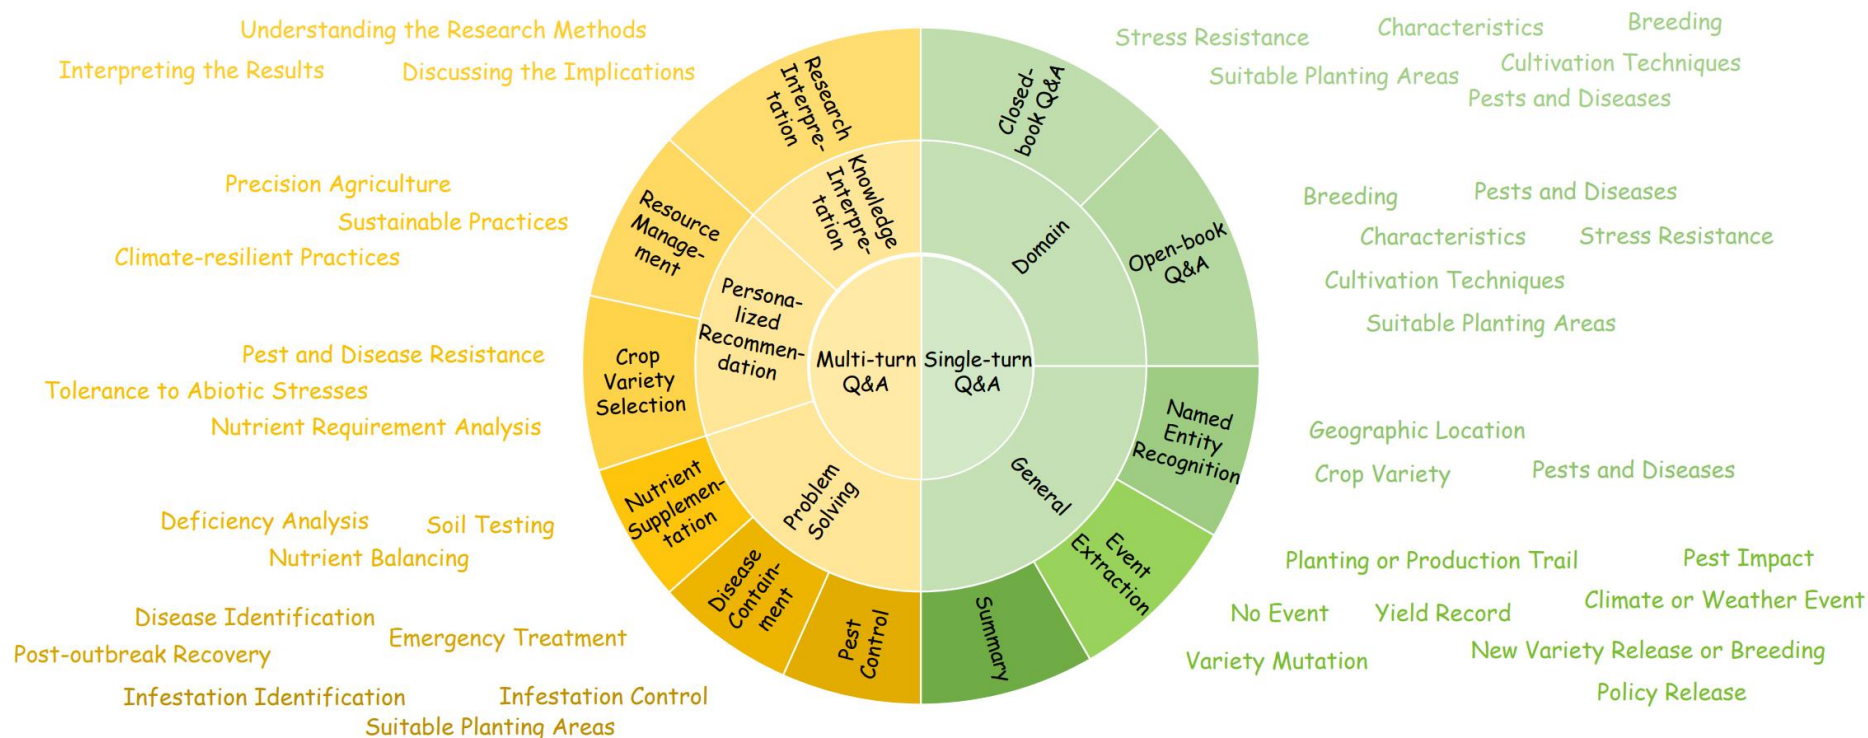 Understanding the Research Methods
Interpreting the Results
Discussing the Implications
Precision Agriculture
Sustainable Practices
Climate-resilient Practices
Pest and Disease Resistance
Tolerance to Abiotic Stresses
Nutrient Requirement Analysis
Deficiency Analysis
Soil Testing
Nutrient Balancing
Disease Identification
Emergency Treatment
Post-outbreak Recovery
Infestation Identification
Infestation Control
Suitable Planting Areas
Research
Interpre-
tation
Resource
Manage-
ment
Crop
Variety
Selection
Nutrient
Supplemen-
tation
Disease
Contain-
ment
Pest
Control
Knowledge
Interpre-
tation
Persona-
lized
Recommen-
dation
Problem
Solving
Multi-turn
Q&A
Single-turn
Q&A
Domain
General
Closed-
book Q&A
Open-book
Q&A
Named
Entity
Recognition
Event
Extraction
Summary
Stress Resistance
Characteristics
Breeding
Suitable Planting Areas
Cultivation Techniques
Pests and Diseases
Breeding
Pests and Diseases
Characteristics
Stress Resistance
Cultivation Techniques
Suitable Planting Areas
Geographic Location
Crop Variety
Pests and Diseases
Planting or Production Trail
Pest Impact
No Event
Yield Record
Climate or Weather Event
Variety Mutation
New Variety Release or Breeding
Policy Release